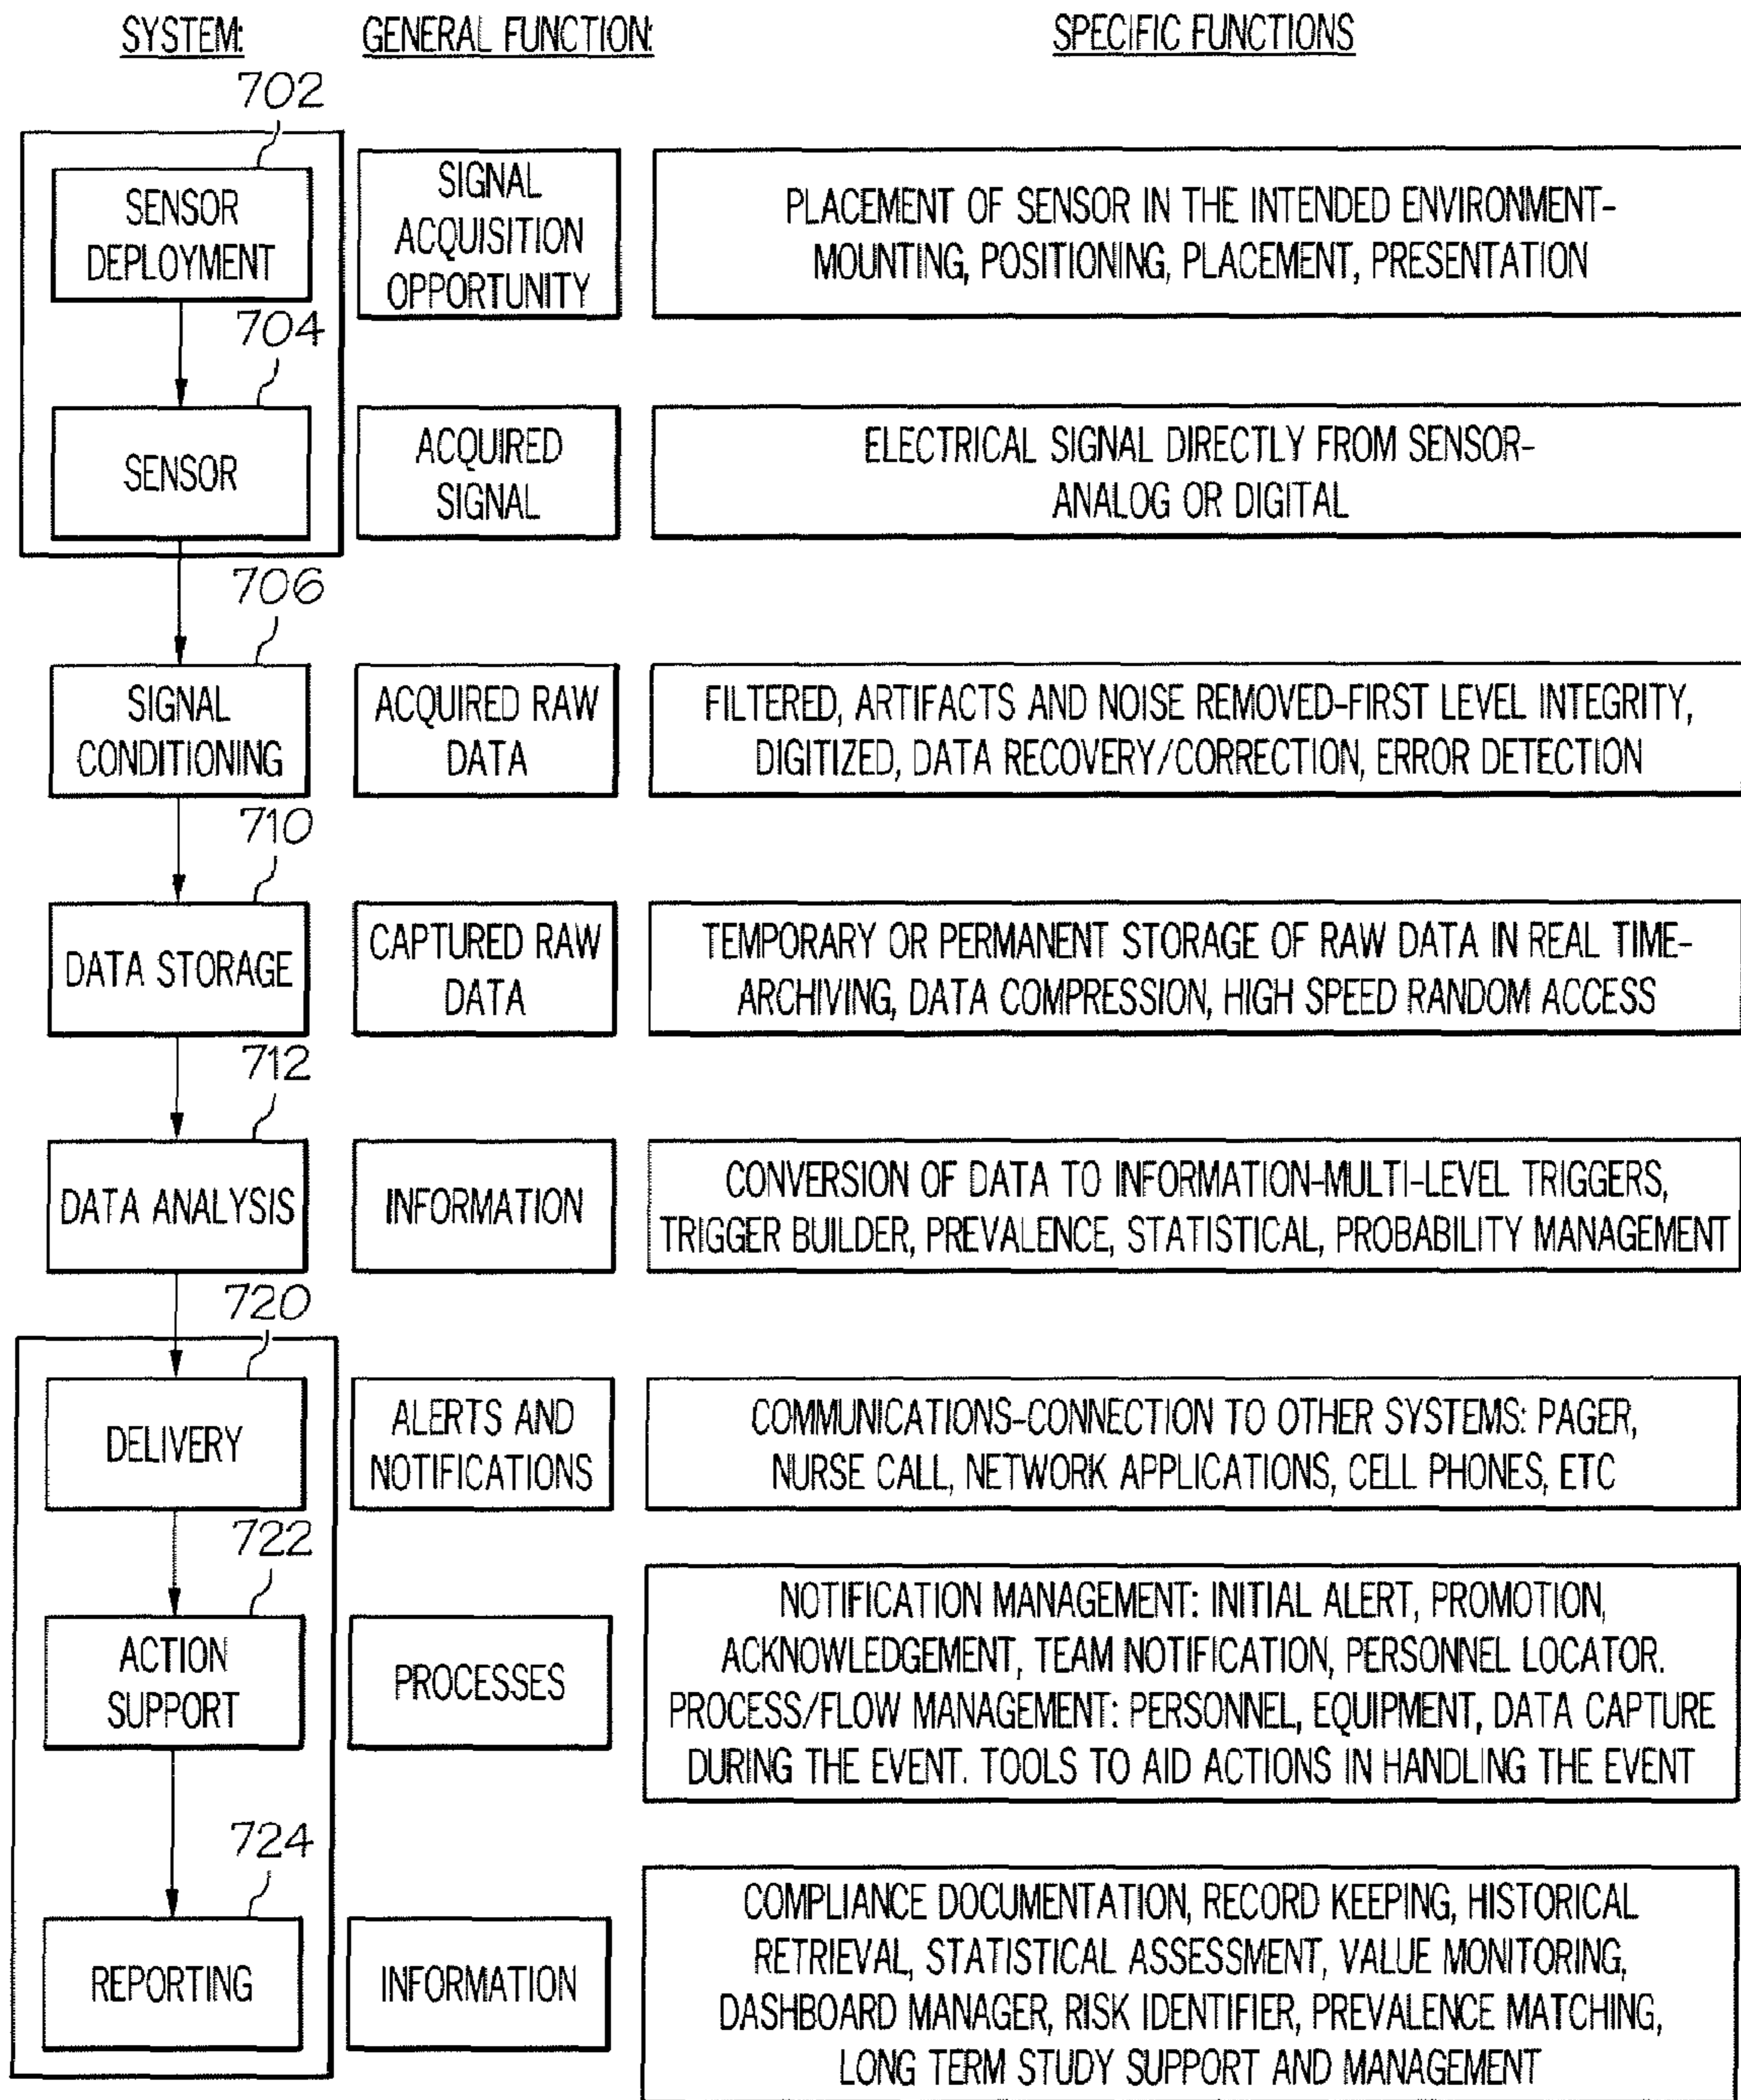 SYSTEM:
GENERAL FUNCTION:
SPECIFIC FUNCTIONS
702
SENSOR
DEPLOYMENT
SIGNAL
ACQUISITION
OPPORTUNITY
PLACEMENT OF SENSOR IN THE INTENDED ENVIRONMENT-
MOUNTING, POSITIONING, PLACEMENT, PRESENTATION
704
SENSOR
ACQUIRED
SIGNAL
ELECTRICAL SIGNAL DIRECTLY FROM SENSOR-
ANALOG OR DIGITAL
706
SIGNAL
CONDITIONING
ACQUIRED RAW
DATA
FILTERED, ARTIFACTS AND NOISE REMOVED-FIRST LEVEL INTEGRITY,
DIGITIZED, DATA RECOVERY/CORRECTION, ERROR DETECTION
710
DATA STORAGE
CAPTURED RAW
DATA
TEMPORARY OR PERMANENT STORAGE OF RAW DATA IN REAL TIME-
ARCHIVING, DATA COMPRESSION, HIGH SPEED RANDOM ACCESS
712
DATA ANALYSIS
INFORMATION
CONVERSION OF DATA TO INFORMATION-MULTI-LEVEL TRIGGERS,
TRIGGER BUILDER, PREVALENCE, STATISTICAL, PROBABILITY MANAGEMENT
720
DELIVERY
ALERTS AND
NOTIFICATIONS
COMMUNICATIONS-CONNECTION TO OTHER SYSTEMS: PAGER,
NURSE CALL, NETWORK APPLICATIONS, CELL PHONES, ETC
722
ACTION
SUPPORT
PROCESSES
NOTIFICATION MANAGEMENT: INITIAL ALERT, PROMOTION,
ACKNOWLEDGEMENT, TEAM NOTIFICATION, PERSONNEL LOCATOR.
PROCESS/FLOW MANAGEMENT: PERSONNEL, EQUIPMENT, DATA CAPTURE
DURING THE EVENT. TOOLS TO AID ACTIONS IN HANDLING THE EVENT
724
REPORTING
INFORMATION
COMPLIANCE DOCUMENTATION, RECORD KEEPING, HISTORICAL
RETRIEVAL, STATISTICAL ASSESSMENT, VALUE MONITORING,
DASHBOARD MANAGER, RISK IDENTIFIER, PREVALENCE MATCHING,
LONG TERM STUDY SUPPORT AND MANAGEMENT